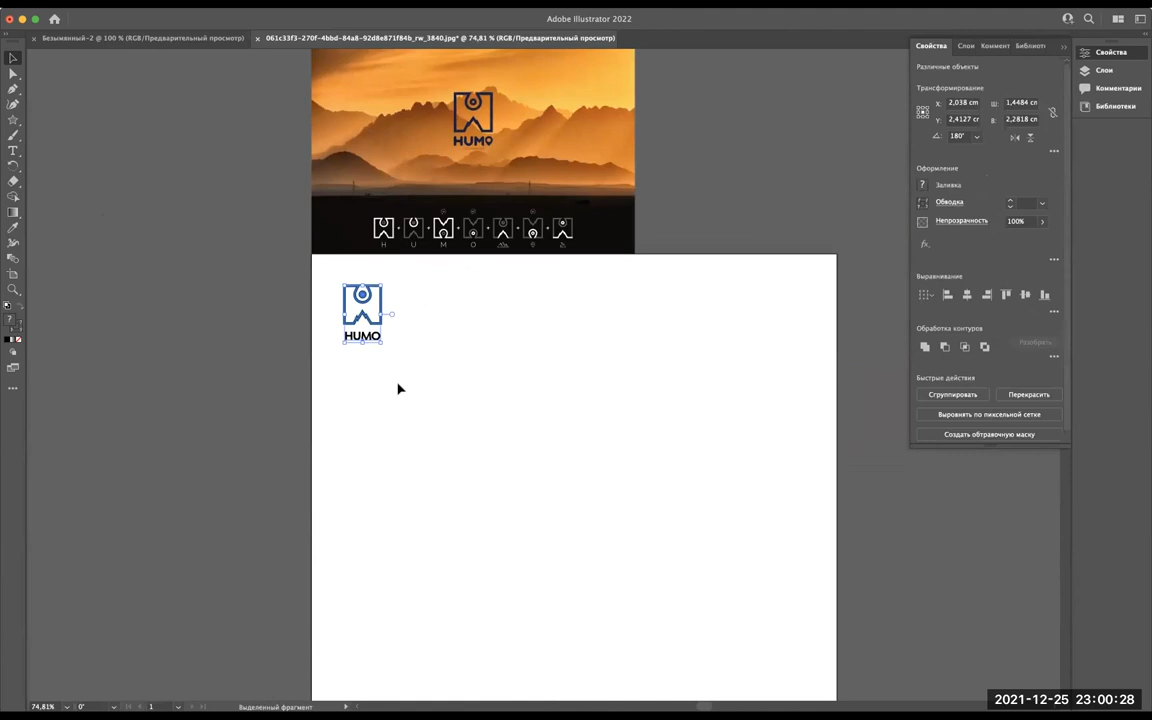 Adobe Illustrator 2022
× Безымянный-2 @ 100 % (RGB/Предварительный просмотр)
× 061c33f3-270f-4bbd-84a8-92d8e871f84b_rw_3840.jpg* @ 74,81 % (RGB/Предварительный просмотр)
Свойства Слои Коммент Библиот
Свойства
Слои
Комментарии
Библиотеки
Различные объекты
Трансформирование
X: 2,038 cm Ш: 1,4484 cm
Y: 2,4127 cm В: 2,2818 cm
180°
Оформление
Заливка
Обводка
Непрозрачность 100%
fx
Выравнивание
Обработка контуров
Разобрать
Быстрые действия
Сгруппировать Перекрасить
Выровнять по пиксельной сетке
Создать обтравочную маску
HUMO
H U M O
HUMO
74,81% 0° 1 Выделенный фрагмент
2021-12-25 23:00:28